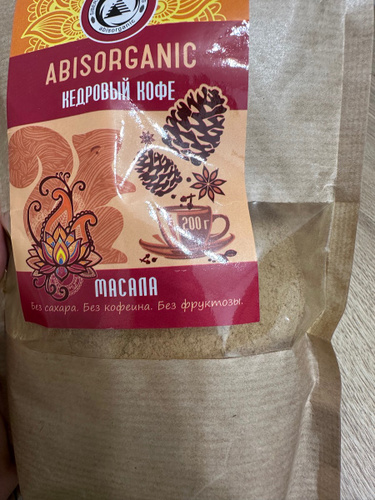 abisorganic
ABISORGANIC
КЕДРОВЫЙ КОФЕ
200 г
МАСАЛА
Без сахара. Без кофеина. Без фруктозы.